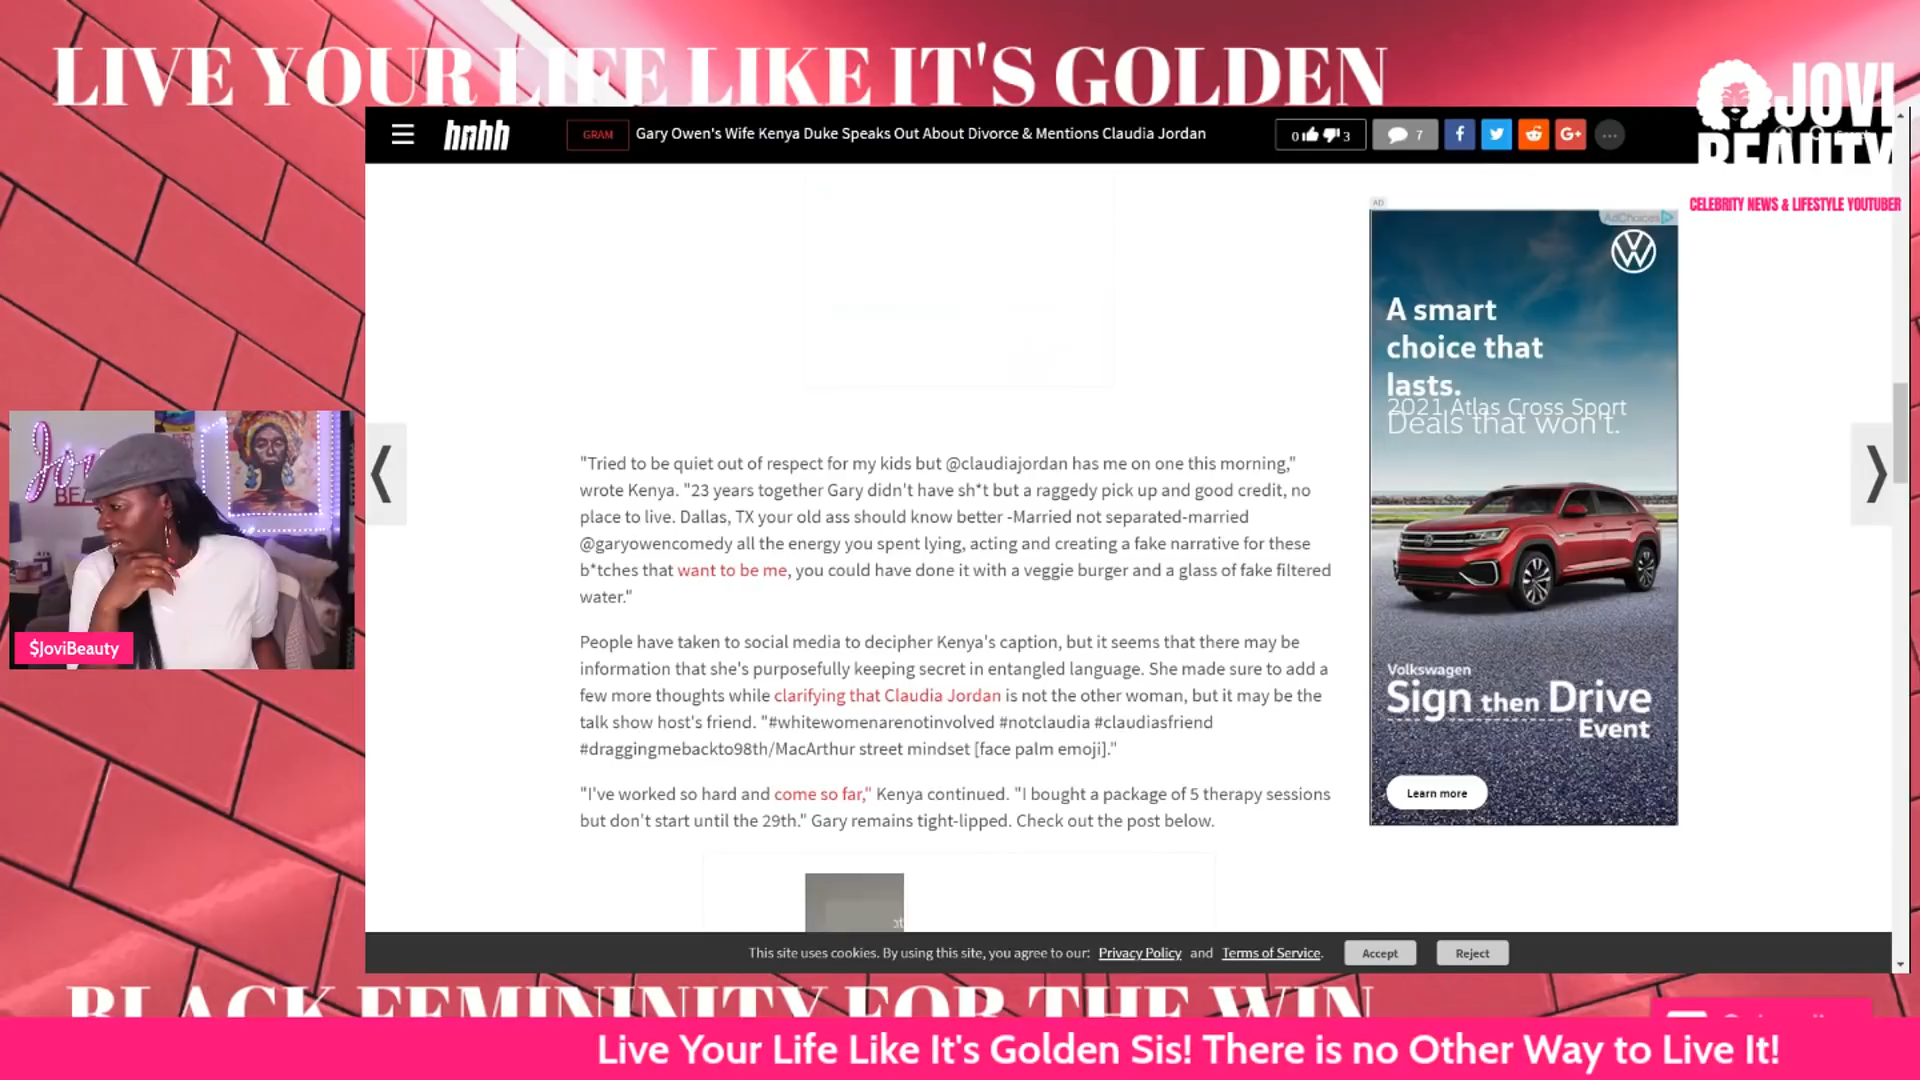 LIVE YOUR LIFE LIKE IT'S GOLDEN
JOVI
BEAUTY
CELEBRITY NEWS & LIFESTYLE YOUTUBER
hnhh
GRAM
Gary Owen's Wife Kenya Duke Speaks Out About Divorce & Mentions Claudia Jordan
0 3
7
f
G+
...
AD
AdChoices
A smart
choice that
lasts.
2021 Atlas Cross Sport
Deals that won't.
Volkswagen
Sign then Drive
Event
Learn more
"Tried to be quiet out of respect for my kids but @claudiajordan has me on one this morning,"
wrote Kenya. "23 years together Gary didn't have sh*t but a raggedy pick up and good credit, no
place to live. Dallas, TX your old ass should know better -Married not separated-married
@garyowencomedy all the energy you spent lying, acting and creating a fake narrative for these
b*tches that want to be me, you could have done it with a veggie burger and a glass of fake filtered
water."
People have taken to social media to decipher Kenya's caption, but it seems that there may be
information that she's purposefully keeping secret in entangled language. She made sure to add a
few more thoughts while clarifying that Claudia Jordan is not the other woman, but it may be the
talk show host's friend. "#whitewomenarenotinvolved #notclaudia #claudiasfriend
#draggingmebackto98th/MacArthur street mindset [face palm emoji]."
"I've worked so hard and come so far," Kenya continued. "I bought a package of 5 therapy sessions
but don't start until the 29th." Gary remains tight-lipped. Check out the post below.
$JoviBeauty
This site uses cookies. By using this site, you agree to our: Privacy Policy and Terms of Service.
Accept
Reject
BLACK FEMININITY FOR THE WIN
Live Your Life Like It's Golden Sis! There is no Other Way to Live It!